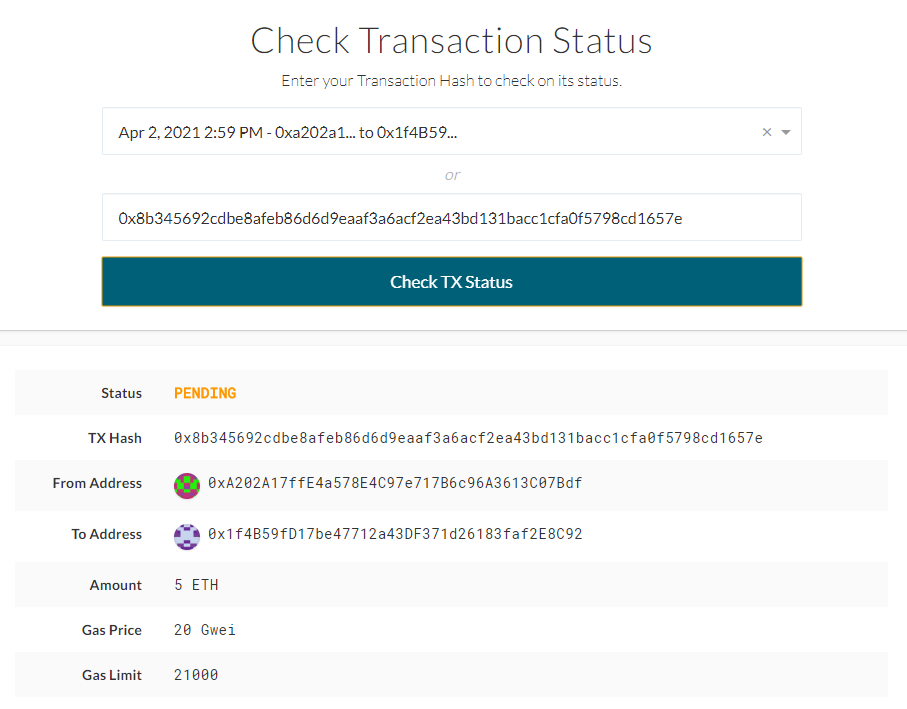 Check Transaction Status
Enter your Transaction Hash to check on its status.
Apr 2, 2021 2:59 PM - 0xa202a1... to 0x1f4B59...
or
0x8b345692cdbe8afeb86d6d9eaaf3a6acf2ea43bd131bacc1cfa0f5798cd1657e
Check TX Status
Status PENDING
TX Hash 0x8b345692cdbe8afeb86d6d9eaaf3a6acf2ea43bd131bacc1cfa0f5798cd1657e
From Address 0xA202A17ffE4a578E4C97e717B6c96A3613C07Bdf
To Address 0x1f4B59fD17be47712a43DF371d26183faf2E8C92
Amount 5 ETH
Gas Price 20 Gwei
Gas Limit 21000